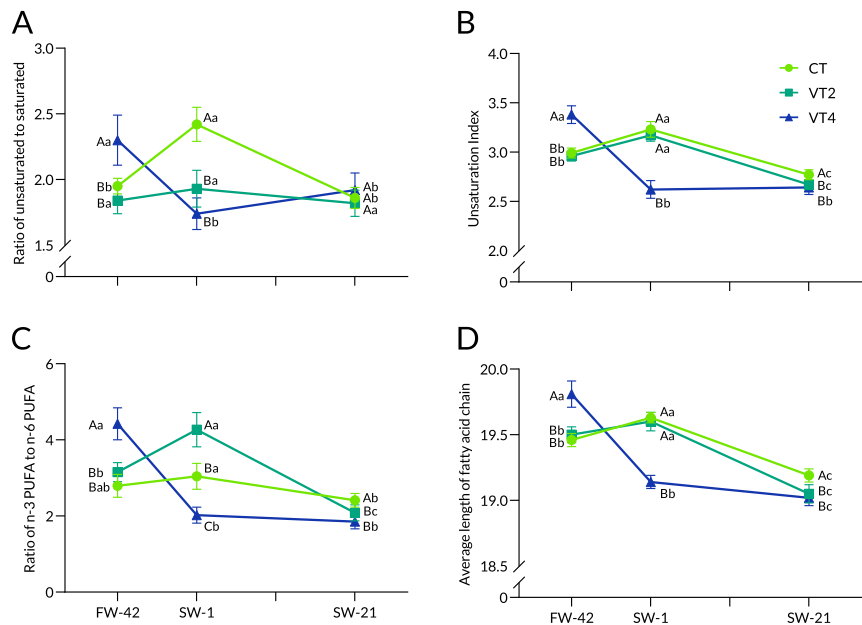 A
Ratio of unsaturated to saturated
3.0
2.5
2.0
1.5
0
Aa
Bb
Ba
Aa
Ba
Bb
Ab
Ab
Aa
B
Unsaturation Index
4.0
3.5
3.0
2.5
2.0
0
Aa
Bb
Bb
Aa
Aa
Bb
Ac
Bc
Bb
CT
VT2
VT4
C
Ratio of n-3 PUFA to n-6 PUFA
6
4
2
0
Aa
Bb
Bab
Aa
Ba
Cb
Ab
Bc
Bb
FW-42
SW-1
SW-21
D
Average length of fatty acid chain
20.0
19.5
19.0
18.5
0
Aa
Bb
Bb
Aa
Aa
Bb
Ac
Bc
Bc
FW-42
SW-1
SW-21